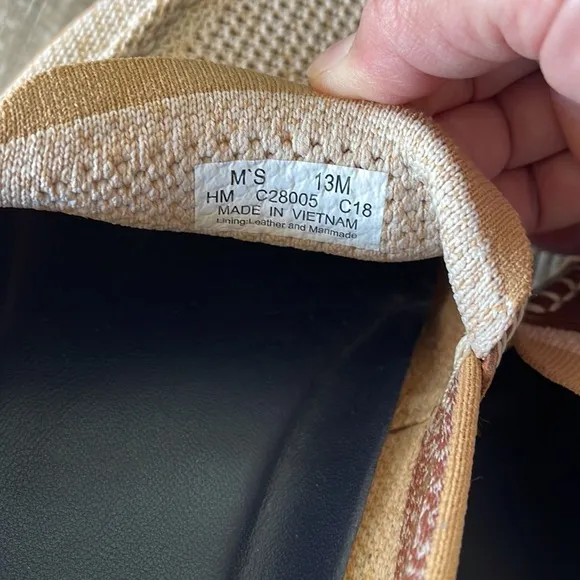 M`S 13M
HM C28005 C18
MADE IN VIETNAM
Lining:Leather and Manmade